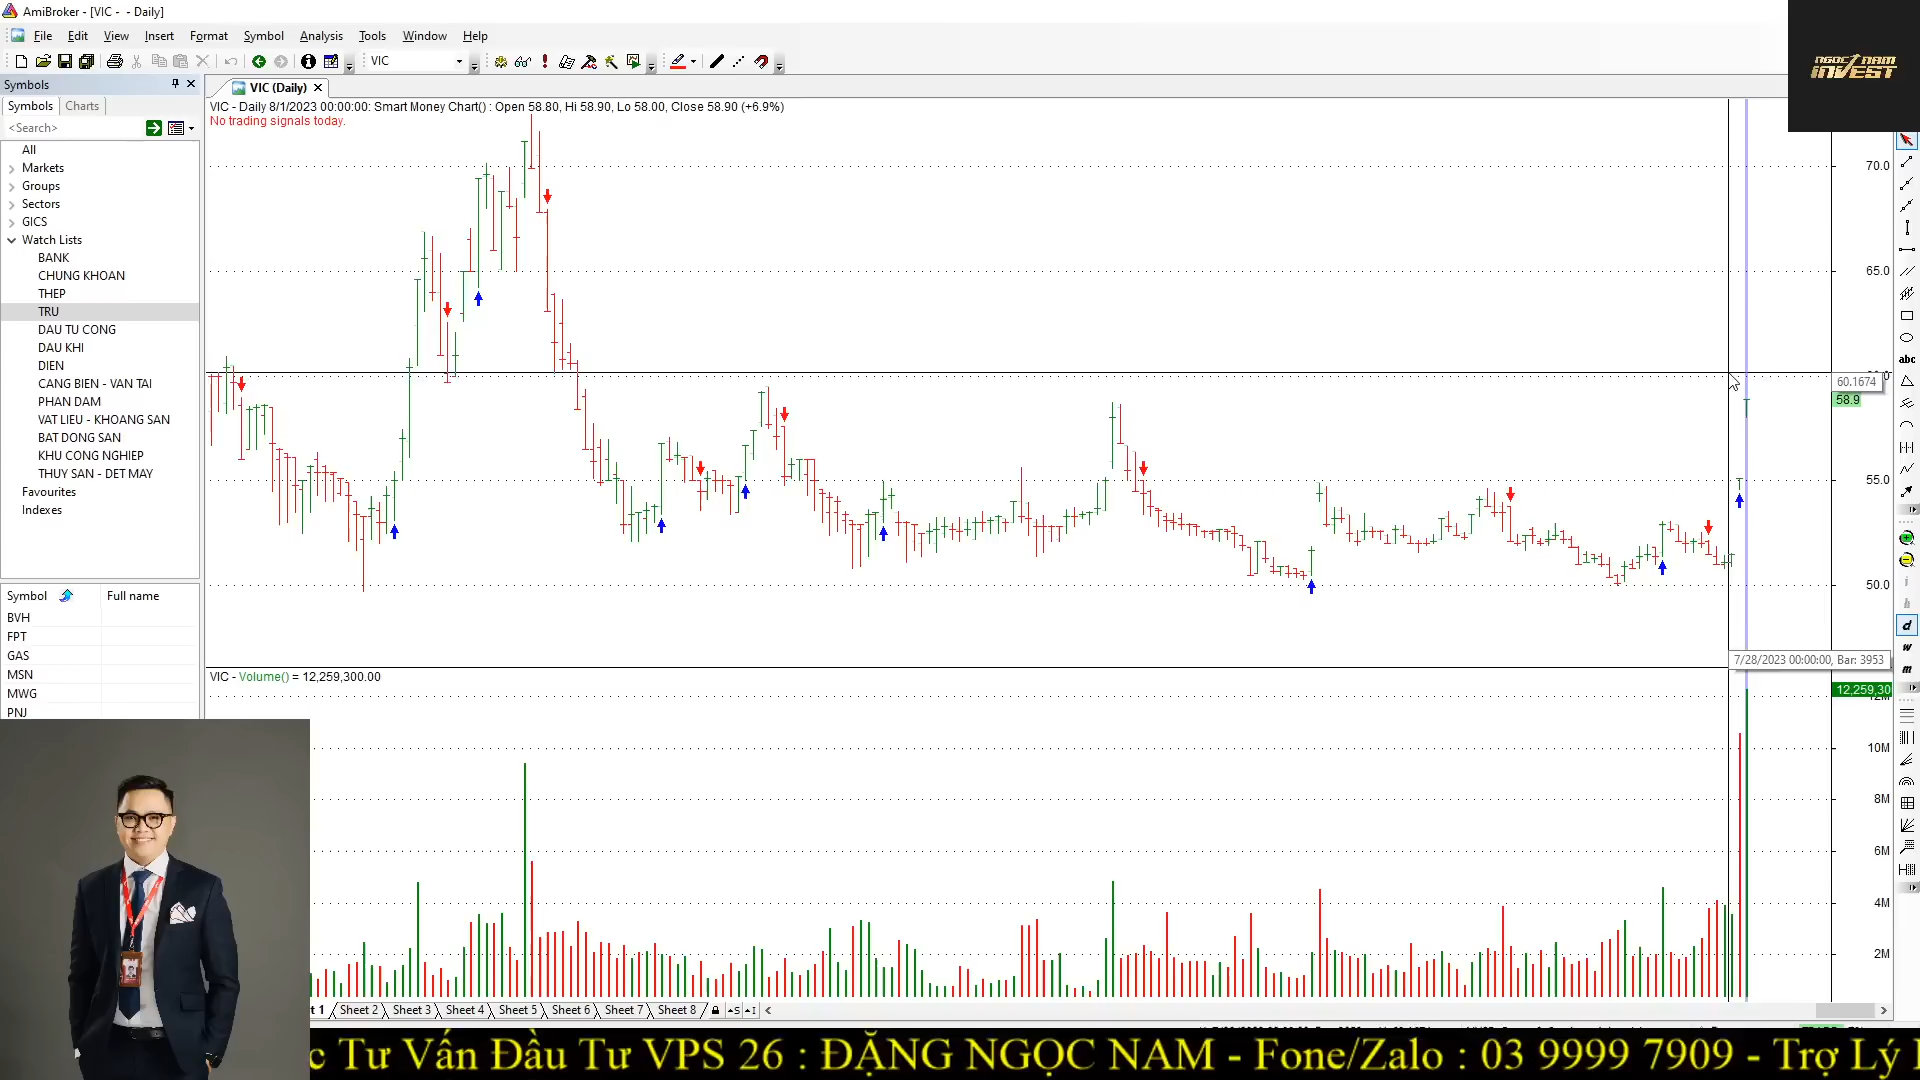 AmiBroker - [VIC - - Daily]
File Edit View Insert Format Symbol Analysis Tools Window Help
VIC
NGỌC NAM
INVEST
Symbols
Symbols Charts
<Search>
All
Markets
Groups
Sectors
GICS
Watch Lists
BANK
CHUNG KHOAN
THEP
TRU
DAU TU CONG
DAU KHI
DIEN
CANG BIEN - VAN TAI
PHAN DAM
VAT LIEU - KHOANG SAN
BAT DONG SAN
KHU CONG NGHIEP
THUY SAN - DET MAY
Favourites
Indexes
Symbol Full name
BVH
FPT
GAS
MSN
MWG
PNJ
VIC (Daily)
VIC - Daily 8/1/2023 00:00:00: Smart Money Chart() : Open 58.80, Hi 58.90, Lo 58.00, Close 58.90 (+6.9%)
No trading signals today.
70.0
65.0
60.1674
58.9
55.0
50.0
7/28/2023 00:00:00, Bar: 3953
VIC - Volume() = 12,259,300.00
12,259,30
10M
8M
6M
4M
2M
abc
d
w
m
t 1 Sheet 2 Sheet 3 Sheet 4 Sheet 5 Sheet 6 Sheet 7 Sheet 8
c Tư Vấn Đầu Tư VPS 26 : ĐẶNG NGỌC NAM - Fone/Zalo : 03 9999 7909 - Trợ Lý